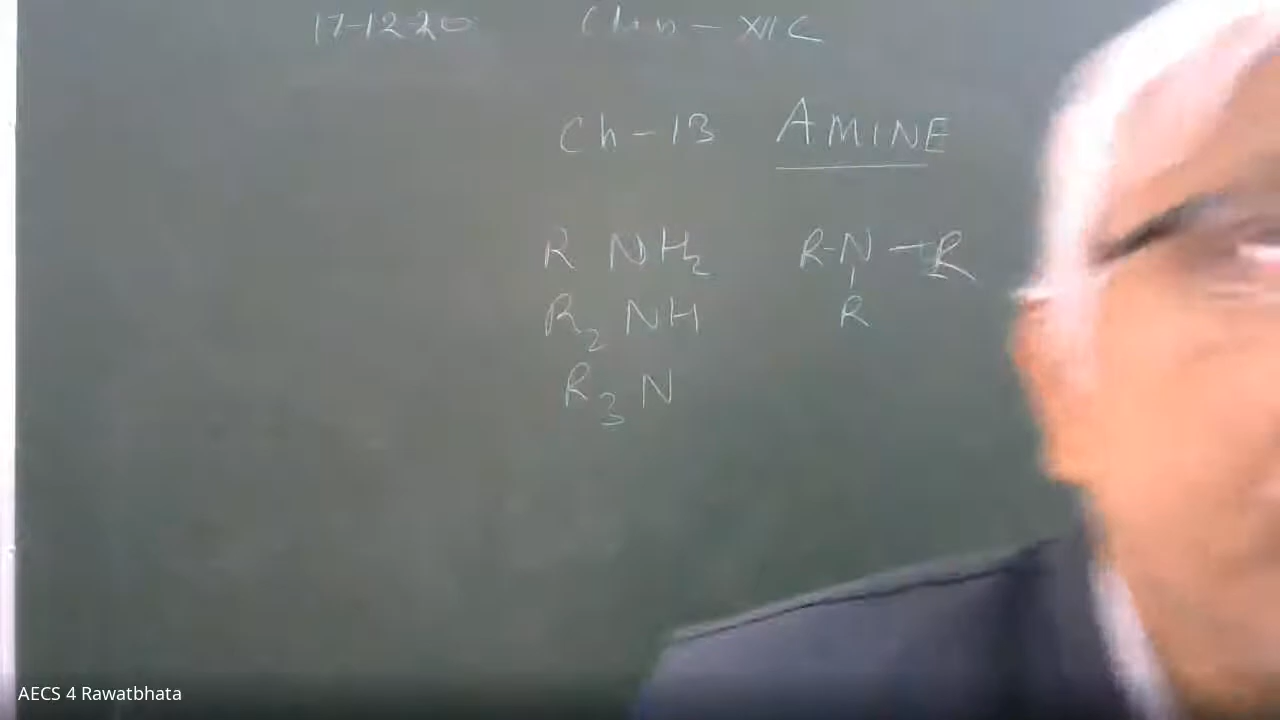 17-12-20 Chem - XII C
Ch-13 AMINE
R NH2 R-N-R
R
R2 NH
R3 N
AECS 4 Rawatbhata